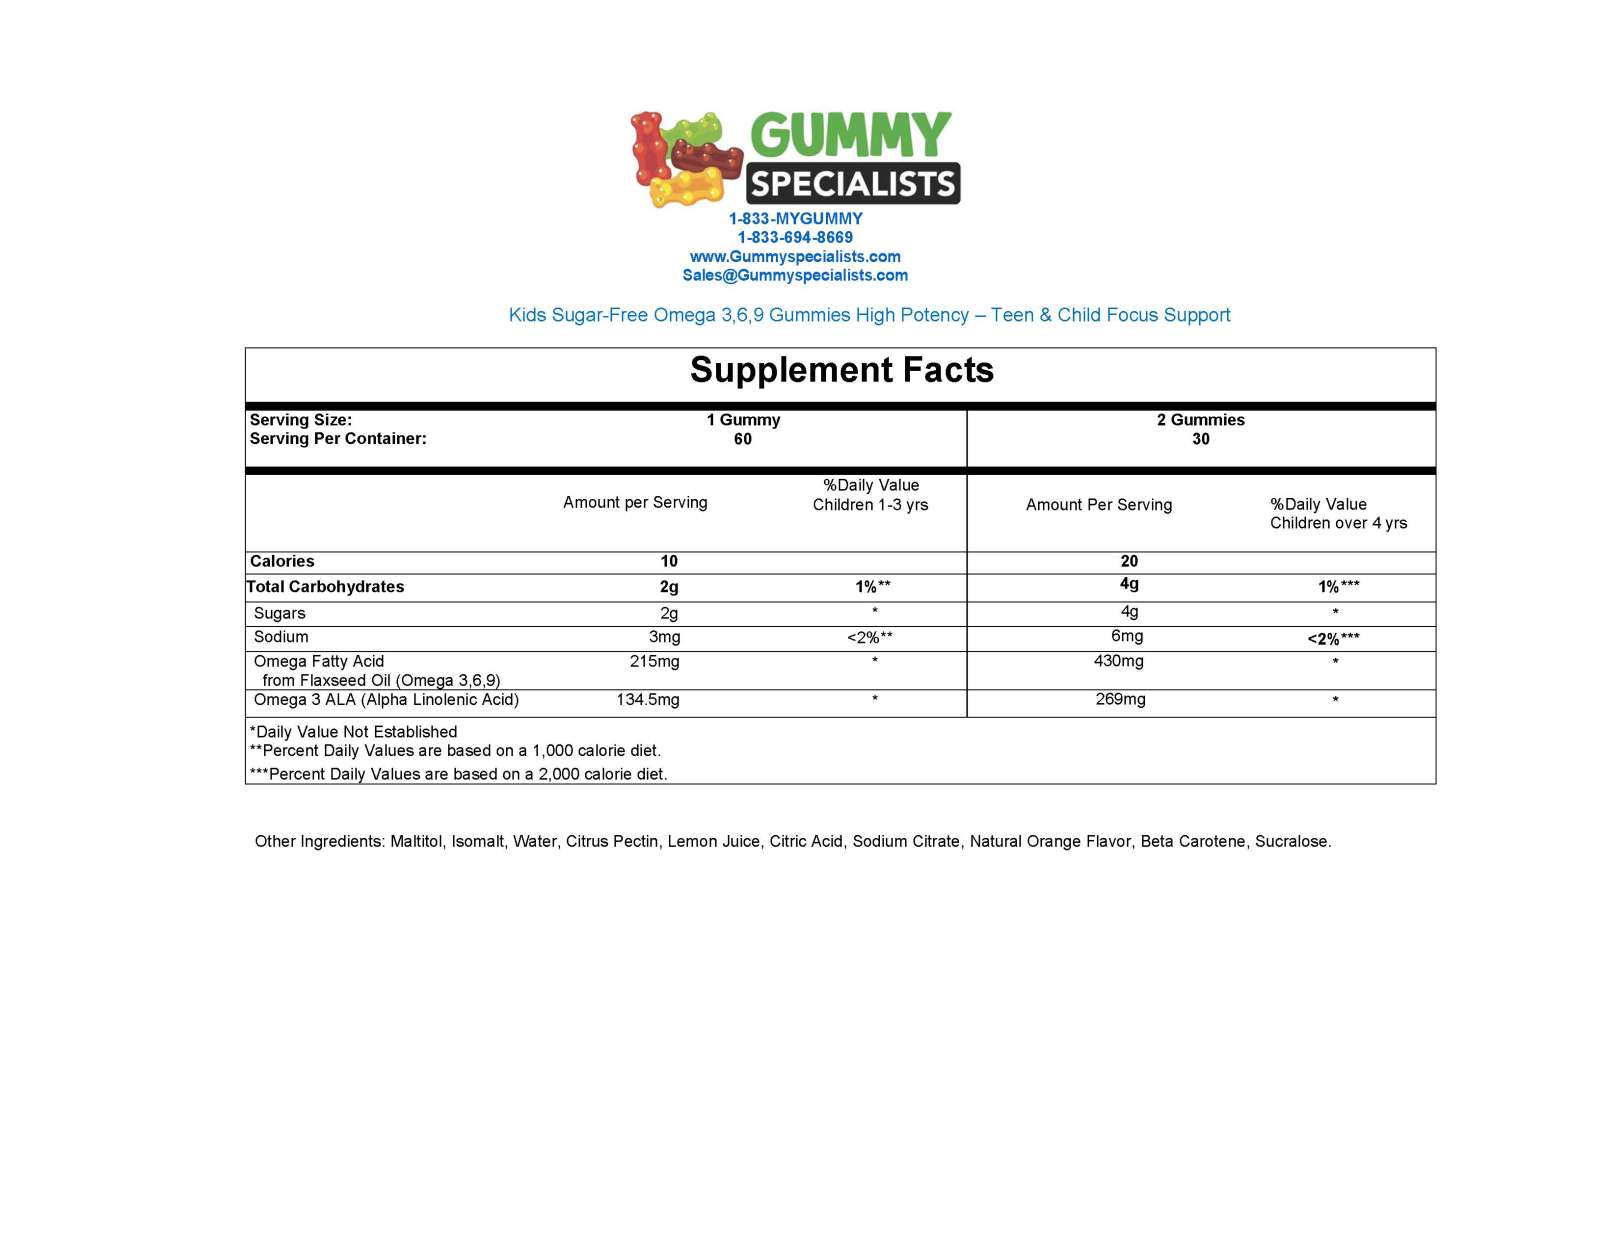 GUMMY
SPECIALISTS
1-833-MYGUMMY
1-833-694-8669
www.Gummyspecialists.com
Sales@Gummyspecialists.com
Kids Sugar-Free Omega 3,6,9 Gummies High Potency – Teen & Child Focus Support
Supplement Facts
Serving Size: 1 Gummy 2 Gummies
Serving Per Container: 60 30
Amount per Serving %Daily Value Children 1-3 yrs Amount Per Serving %Daily Value Children over 4 yrs
Calories 10 20
Total Carbohydrates 2g 1%** 4g 1%***
Sugars 2g * 4g *
Sodium 3mg <2%** 6mg <2%***
Omega Fatty Acid 215mg * 430mg *
from Flaxseed Oil (Omega 3,6,9)
Omega 3 ALA (Alpha Linolenic Acid) 134.5mg * 269mg *
*Daily Value Not Established
**Percent Daily Values are based on a 1,000 calorie diet.
***Percent Daily Values are based on a 2,000 calorie diet.
Other Ingredients: Maltitol, Isomalt, Water, Citrus Pectin, Lemon Juice, Citric Acid, Sodium Citrate, Natural Orange Flavor, Beta Carotene, Sucralose.